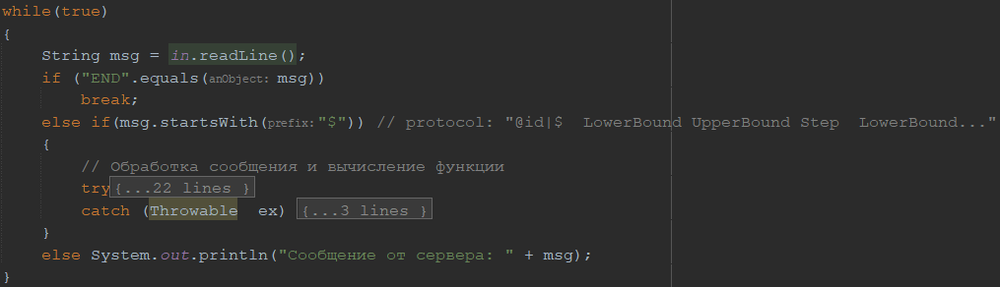 while(true)
{
String msg = in.readLine();
if ("END".equals(anObject: msg))
break;
else if(msg.startsWith(prefix: "$")) // protocol: "@id|$  LowerBound UpperBound Step  LowerBound..."
{
// Обработка сообщения и вычисление функции
try{...22 lines }
catch (Throwable  ex) {...3 lines }
}
else System.out.println("Сообщение от сервера: " + msg);
}